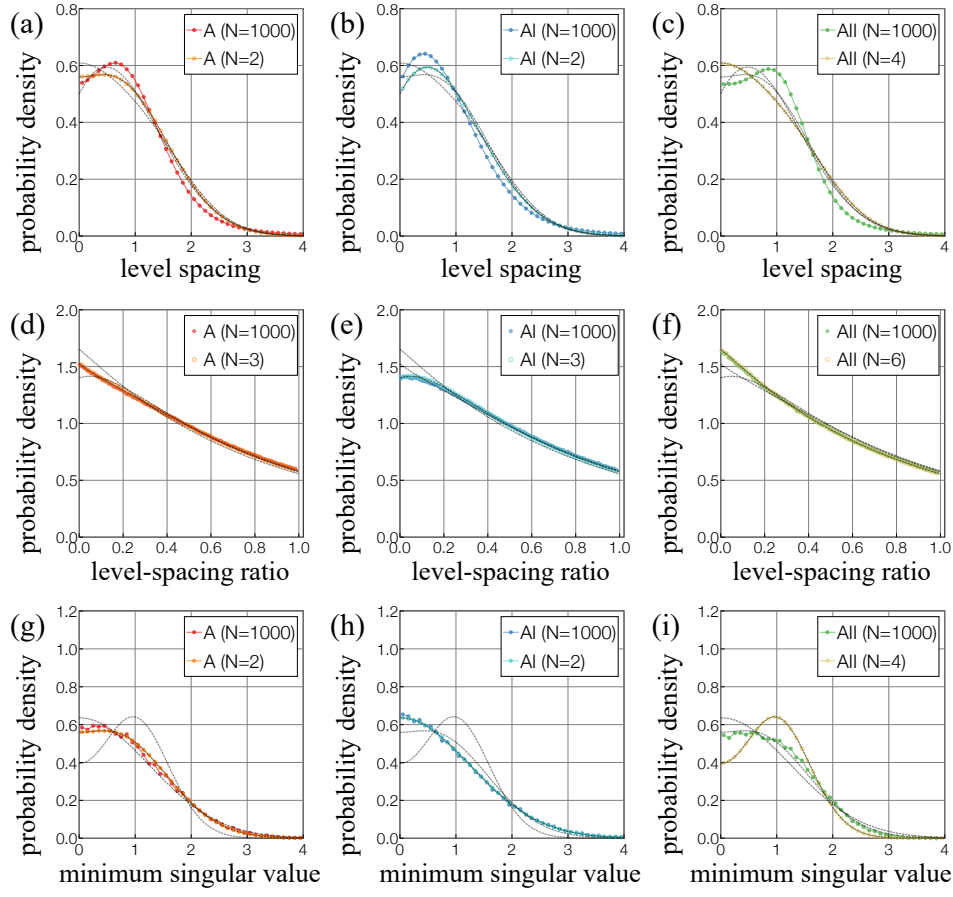 (a)
probability density
0.8
0.6
0.4
0.2
0.0
A (N=1000)
A (N=2)
0 1 2 3 4
level spacing
(b)
probability density
0.8
0.6
0.4
0.2
0.0
AI (N=1000)
AI (N=2)
0 1 2 3 4
level spacing
(c)
probability density
0.8
0.6
0.4
0.2
0.0
AII (N=1000)
AII (N=4)
0 1 2 3 4
level spacing
(d)
probability density
2.0
1.5
1.0
0.5
0.0
A (N=1000)
A (N=3)
0.0 0.2 0.4 0.6 0.8 1.0
level-spacing ratio
(e)
probability density
2.0
1.5
1.0
0.5
0.0
AI (N=1000)
AI (N=3)
0.0 0.2 0.4 0.6 0.8 1.0
level-spacing ratio
(f)
probability density
2.0
1.5
1.0
0.5
0.0
AII (N=1000)
AII (N=6)
0.0 0.2 0.4 0.6 0.8 1.0
level-spacing ratio
(g)
probability density
1.2
1.0
0.8
0.6
0.4
0.2
0.0
A (N=1000)
A (N=2)
0 1 2 3 4
minimum singular value
(h)
probability density
1.2
1.0
0.8
0.6
0.4
0.2
0.0
AI (N=1000)
AI (N=2)
0 1 2 3 4
minimum singular value
(i)
probability density
1.2
1.0
0.8
0.6
0.4
0.2
0.0
AII (N=1000)
AII (N=4)
0 1 2 3 4
minimum singular value